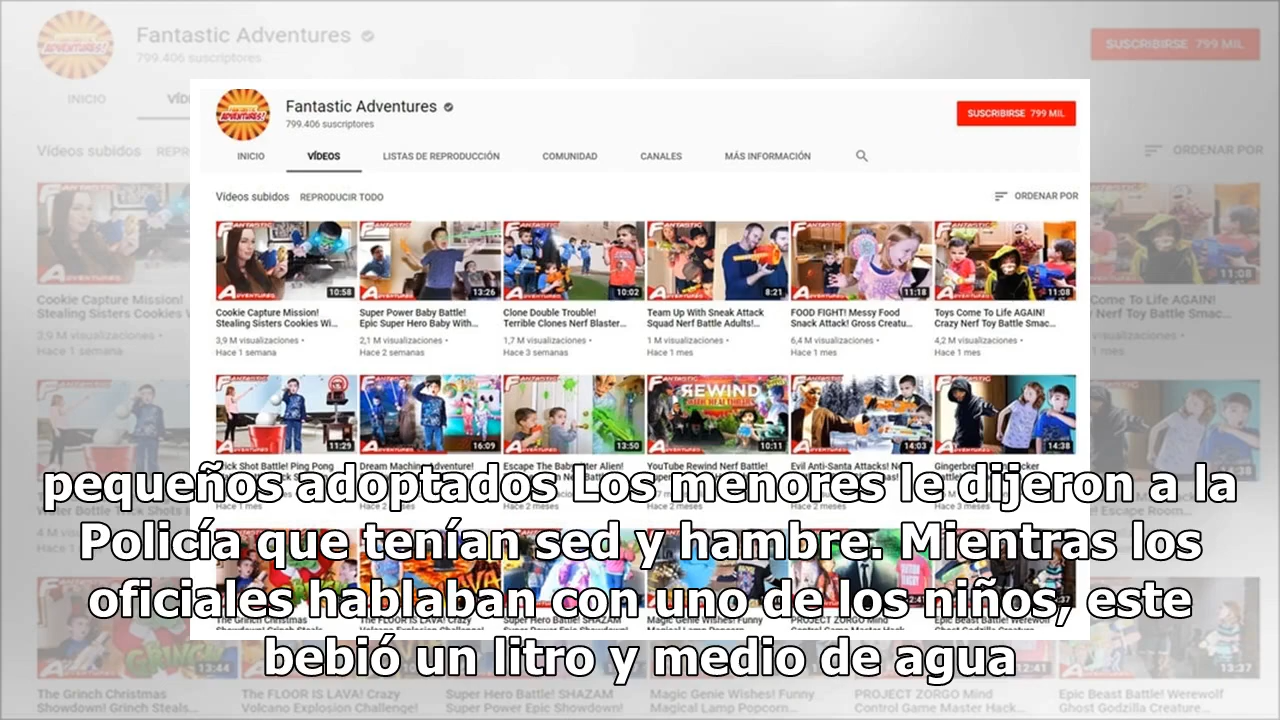 Fantastic Adventures
799.406 suscriptores
SUSCRIBIRSE 799 MIL
INICIO VÍDEOS LISTAS DE REPRODUCCIÓN COMUNIDAD CANALES MÁS INFORMACIÓN
Vídeos subidos REPRODUCIR TODO ORDENAR POR
10:58 13:26 10:02 8:21 11:18 11:08
Cookie Capture Mission! Super Power Baby Battle! Clone Double Trouble! Team Up With Sneak Attack FOOD FIGHT! Messy Food Toys Come To Life AGAIN!
Stealing Sisters Cookies Wi... Epic Super Hero Baby With... Terrible Clones Nerf Blaster... Squad Nerf Battle Adults!... Snack Attack! Gross Creatu... Crazy Nerf Toy Battle Smac...
3,9 M visualizaciones • 2,1 M visualizaciones • 1,7 M visualizaciones • 1 M visualizaciones • 6,4 M visualizaciones • 4,2 M visualizaciones •
Hace 1 semana Hace 2 semanas Hace 3 semanas Hace 1 mes Hace 1 mes Hace 1 mes
REWIND
11:29 16:09 13:50 10:11 14:03 14:38
pequeños adoptados Los menores le dijeron a la
Policía que tenían sed y hambre. Mientras los
oficiales hablaban con uno de los niños, este
bebió un litro y medio de agua
The Grinch Christmas The FLOOR IS LAVA! Crazy Super Hero Battle! SHAZAM Magic Genie Wishes! Funny PROJECT ZORGO Mind Epic Beast Battle! Werewolf
Showdown! Grinch Steals... Volcano Explosion Challenge! Super Power Epic Showdown! Magical Lamp Popcorn... Control Game Master Hack... Ghost Godzilla Creature...